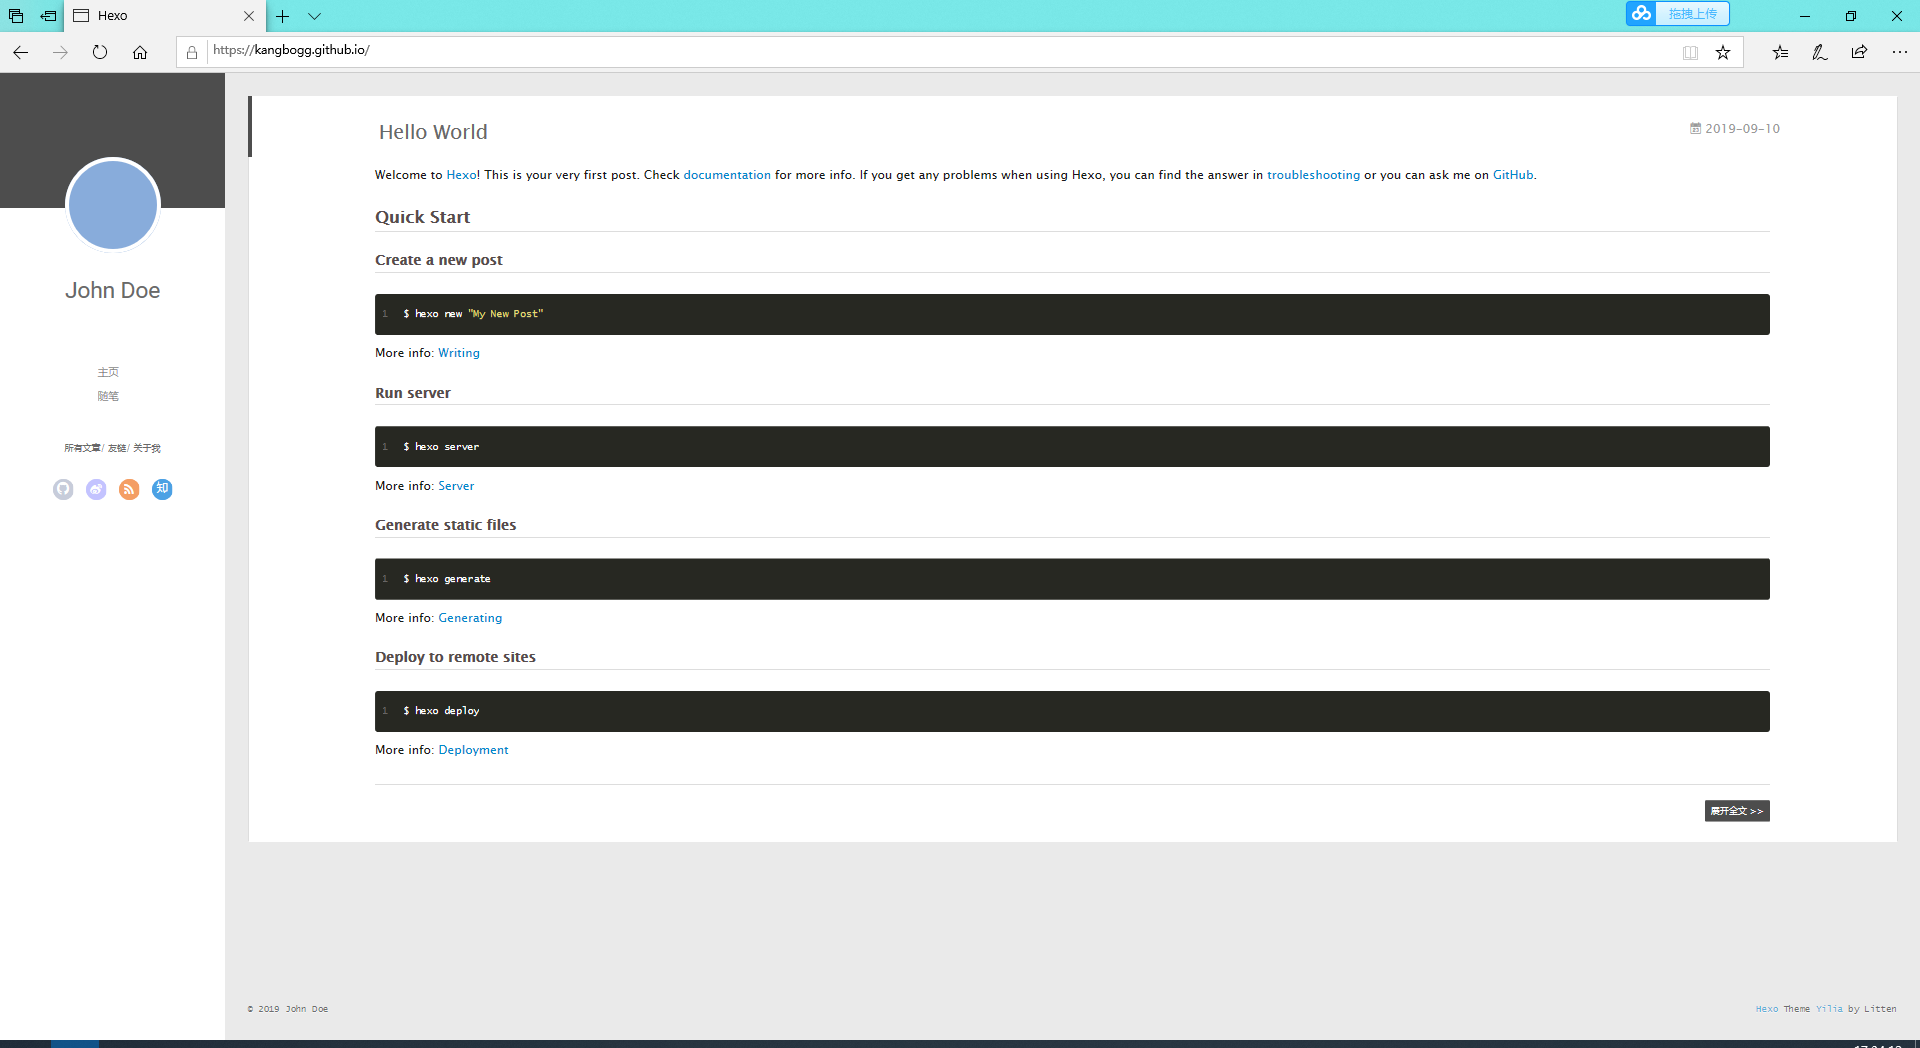 Hexo
拖拽上传
https://kangbogg.github.io/
Hello World
2019-09-10
Welcome to Hexo! This is your very first post. Check documentation for more info. If you get any problems when using Hexo, you can find the answer in troubleshooting or you can ask me on GitHub.
Quick Start
Create a new post
1 $ hexo new "My New Post"
More info: Writing
Run server
1 $ hexo server
More info: Server
Generate static files
1 $ hexo generate
More info: Generating
Deploy to remote sites
1 $ hexo deploy
More info: Deployment
展开全文 >>
John Doe
主页
随笔
所有文章/ 友链/ 关于我
知
© 2019 John Doe
Hexo Theme Yilia by Litten